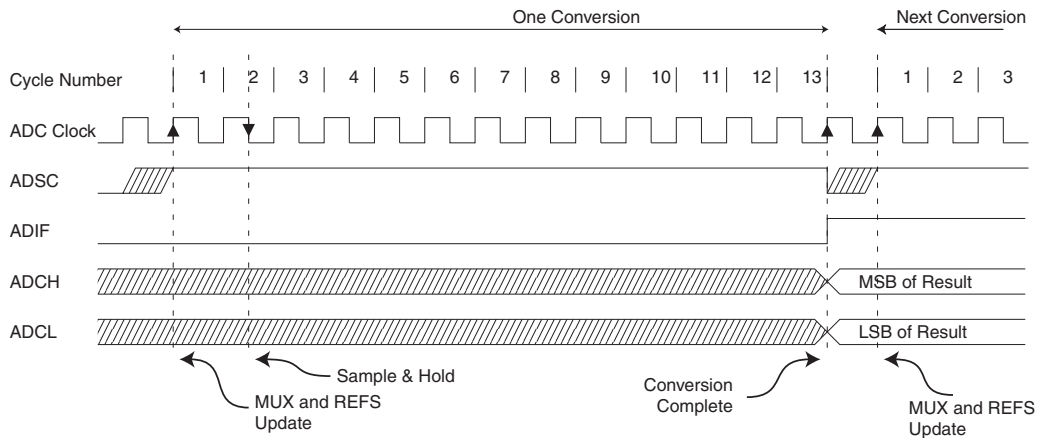 One Conversion Next Conversion
Cycle Number 1 2 3 4 5 6 7 8 9 10 11 12 13 1 2 3
ADC Clock
ADSC
ADIF
ADCH MSB of Result
ADCL LSB of Result
Sample & Hold
MUX and REFS
Update
Conversion
Complete
MUX and REFS
Update